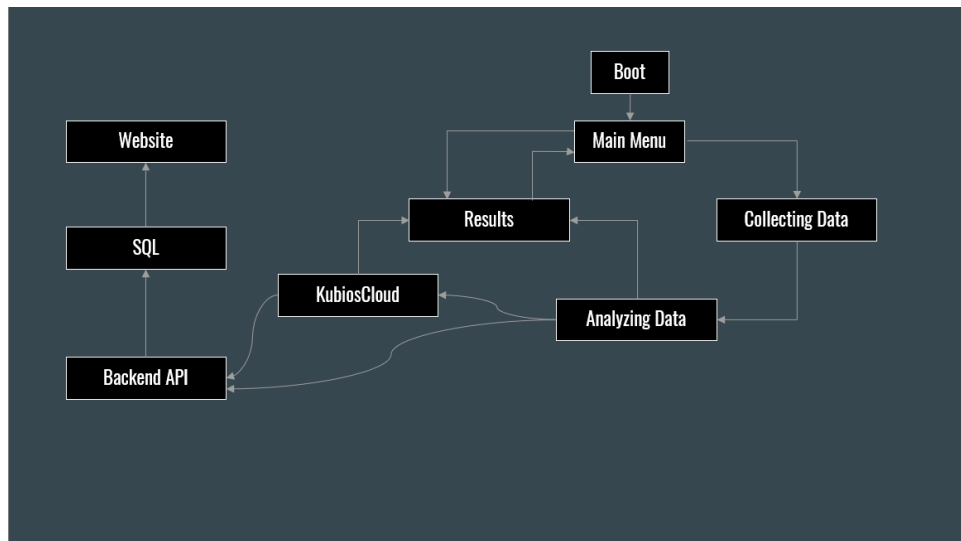 Boot
Main Menu
Website
Results
Collecting Data
SQL
KubiosCloud
Analyzing Data
Backend API